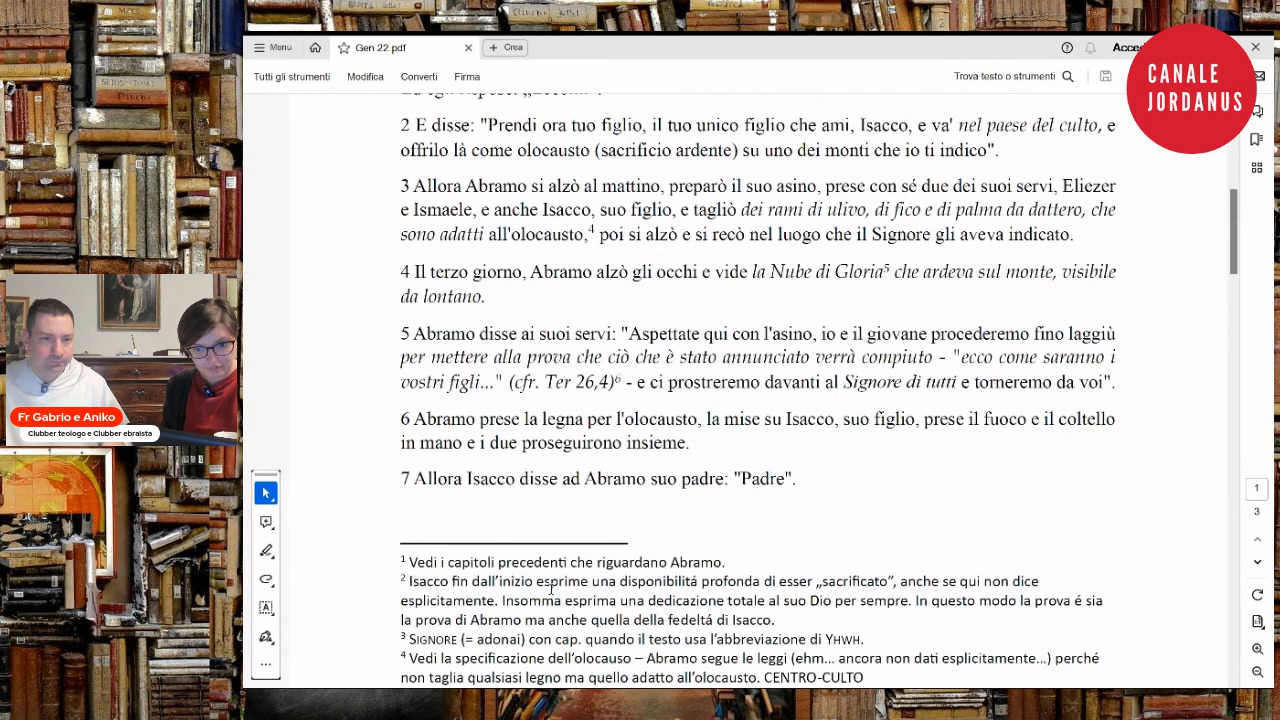 CANALE
JORDANUS
Menu
Gen 22.pdf
Crea
Tutti gli strumenti
Modifica
Converti
Firma
Trova testo o strumenti
2 E disse: "Prendi ora tuo figlio, il tuo unico figlio che ami, Isacco, e va' nel paese del culto, e
offrilo là come olocausto (sacrificio ardente) su uno dei monti che io ti indico".
3 Allora Abramo si alzò al mattino, preparò il suo asino, prese con sé due dei suoi servi, Eliezer
e Ismaele, e anche Isacco, suo figlio, e tagliò dei rami di ulivo, di fico e di palma da dattero, che
sono adatti all'olocausto,4 poi si alzò e si recò nel luogo che il Signore gli aveva indicato.
4 Il terzo giorno, Abramo alzò gli occhi e vide la Nube di Gloria5 che ardeva sul monte, visibile
da lontano.
5 Abramo disse ai suoi servi: "Aspettate qui con l'asino, io e il giovane procederemo fino laggiù
per mettere alla prova che ciò che è stato annunciato verrà compiuto - "ecco come saranno i
vostri figli..." (cfr. Ter 26,4)6 - e ci prostreremo davanti al Signore di tutti e torneremo da voi".
6 Abramo prese la legna per l'olocausto, la mise su Isacco, suo figlio, prese il fuoco e il coltello
in mano e i due proseguirono insieme.
7 Allora Isacco disse ad Abramo suo padre: "Padre".
1 Vedi i capitoli precedenti che riguardano Abramo.
2 Isacco fin dall'inizio esprime una disponibilitá profonda di esser „sacrificato", anche se qui non dice
esplicitamente. Insomma esprima una dedicazione totale al suo Dio per sempre. In questo modo la prova é sia
la prova di Abramo ma anche quella della fedeltá di Isacco.
3 SIGNORE (= adonai) con cap. quando il testo usa l'abbreviazione di YHWH.
4 Vedi la specificazione dell'olocauso – Abramo segue le leggi (ehm... ancora non dati esplicitamente...) perché
non taglia qualsiasi legno ma quello adatto all'olocausto. CENTRO-CULTO
1
3
Fr Gabrio e Aniko
Clubber teologo e Clubber ebraista